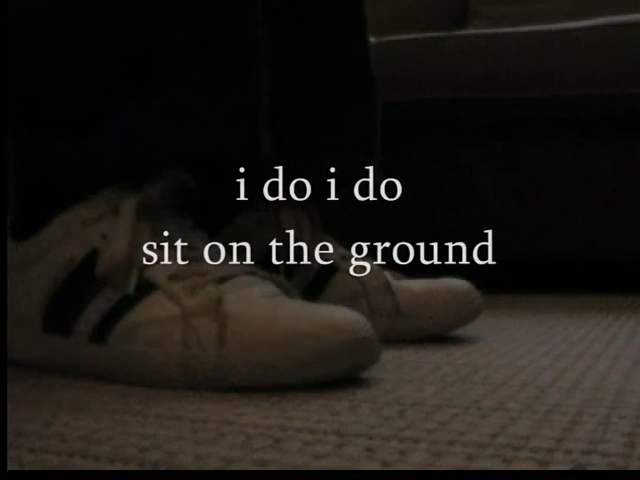 i do i do
sit on the ground